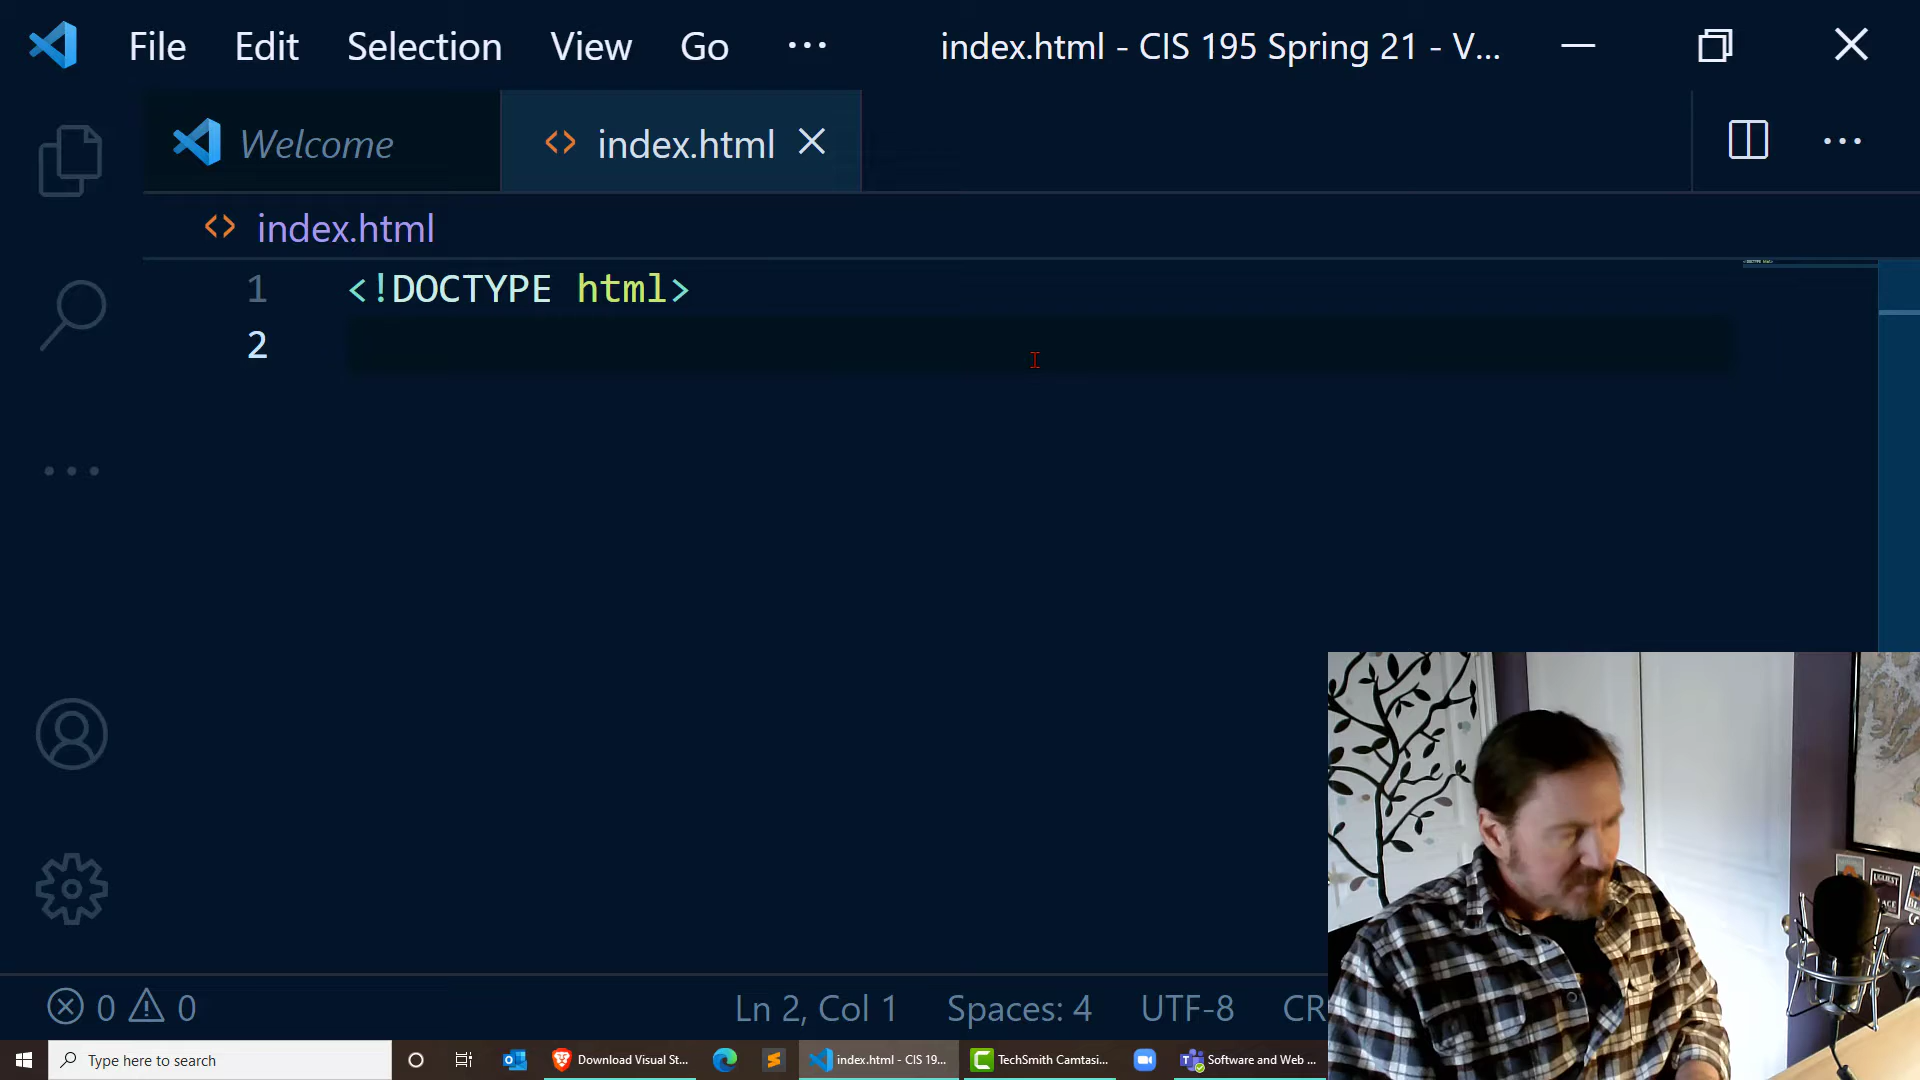 File Edit Selection View Go ··· index.html - CIS 195 Spring 21 - V...
Welcome index.html
index.html
1 <!DOCTYPE html>
2
0 0 Ln 2, Col 1 Spaces: 4 UTF-8 CR
Type here to search Download Visual St... index.html - CIS 19... TechSmith Camtasi... Software and Web ...
UGLIEST